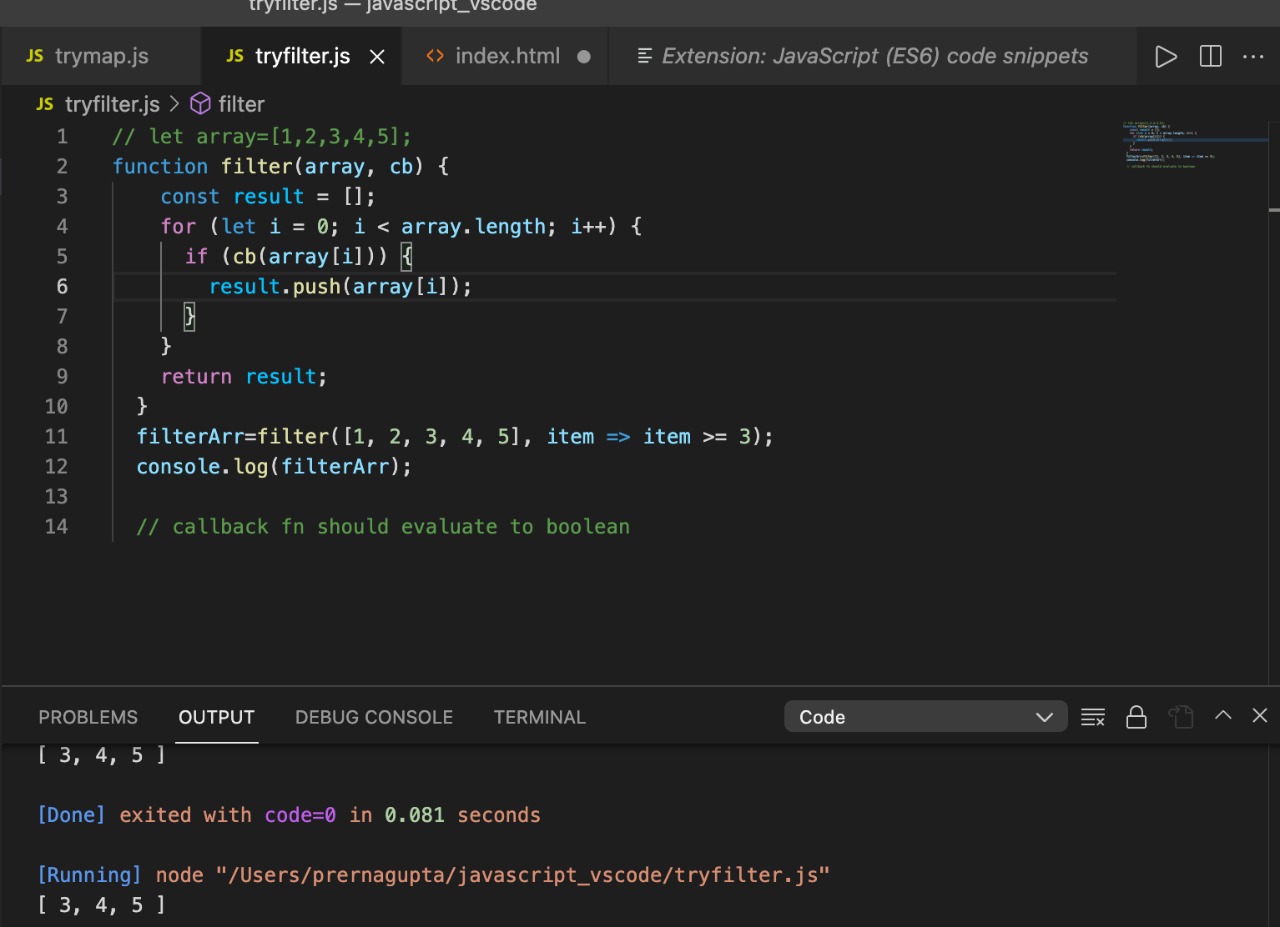 tryfilter.js — javascript_vscode
JS trymap.js
JS tryfilter.js
<> index.html
Extension: JavaScript (ES6) code snippets
JS tryfilter.js > filter
1 // let array=[1,2,3,4,5];
2 function filter(array, cb) {
3     const result = [];
4     for (let i = 0; i < array.length; i++) {
5       if (cb(array[i])) {
6         result.push(array[i]);
7       }
8     }
9     return result;
10   }
11   filterArr=filter([1, 2, 3, 4, 5], item => item >= 3);
12   console.log(filterArr);
13
14   // callback fn should evaluate to boolean
PROBLEMS OUTPUT DEBUG CONSOLE TERMINAL Code
[ 3, 4, 5 ]
[Done] exited with code=0 in 0.081 seconds
[Running] node "/Users/prernagupta/javascript_vscode/tryfilter.js"
[ 3, 4, 5 ]